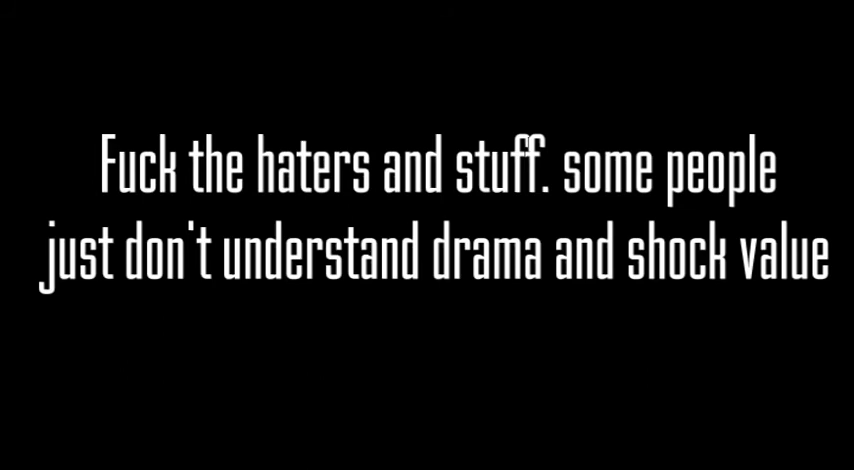 Fuck the haters and stuff. some people
just don't understand drama and shock value